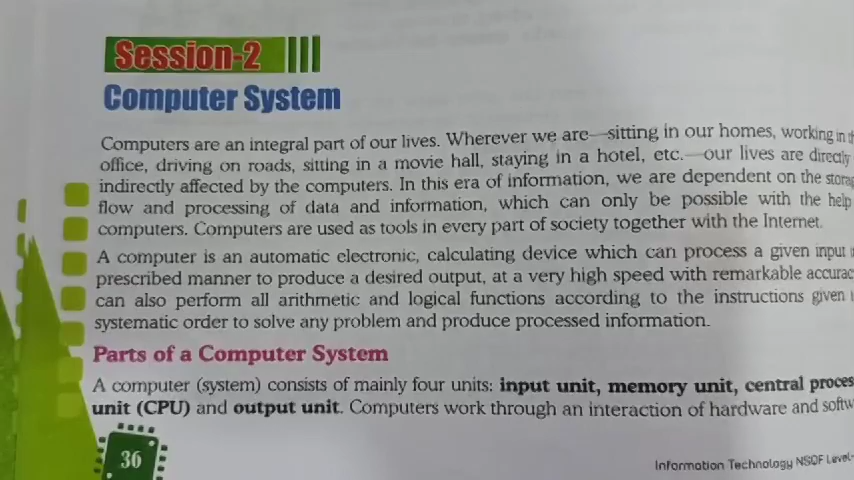 Session-2
Computer System
Computers are an integral part of our lives. Wherever we are—sitting in our homes, working in
office, driving on roads, sitting in a movie hall, staying in a hotel, etc.—our lives are directly
indirectly affected by the computers. In this era of information, we are dependent on the
flow and processing of data and information, which can only be possible with the help
computers. Computers are used as tools in every part of society together with the Internet.
A computer is an automatic electronic, calculating device which can process a given input
prescribed manner to produce a desired output, at a very high speed with remarkable
can also perform all arithmetic and logical functions according to the instructions given
systematic order to solve any problem and produce processed information.
Parts of a Computer System
A computer (system) consists of mainly four units: input unit, memory unit, central
unit (CPU) and output unit. Computers work through an interaction of hardware and
36
Information Technology NSQF Level-